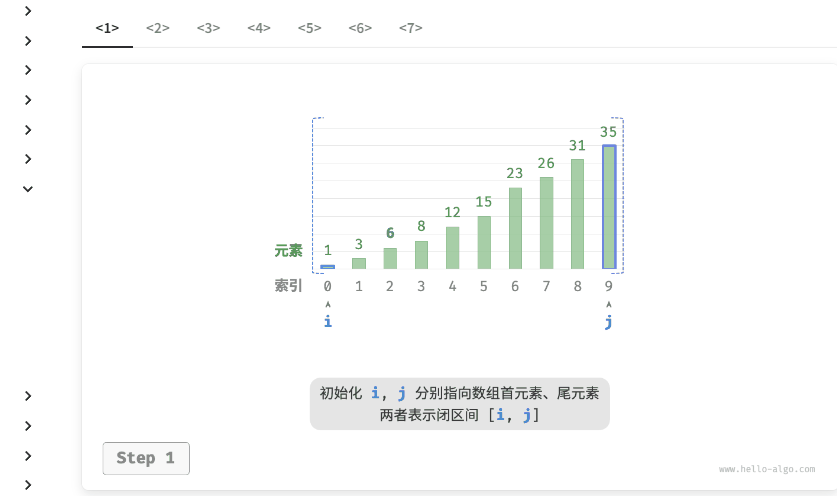 <1> <2> <3> <4> <5> <6> <7>
35
31
26
23
15
12
8
6
3
元素 1
索引 0 1 2 3 4 5 6 7 8 9
i j
初始化 i, j 分别指向数组首元素、尾元素
两者表示闭区间 [i, j]
Step 1
www.hello-algo.com